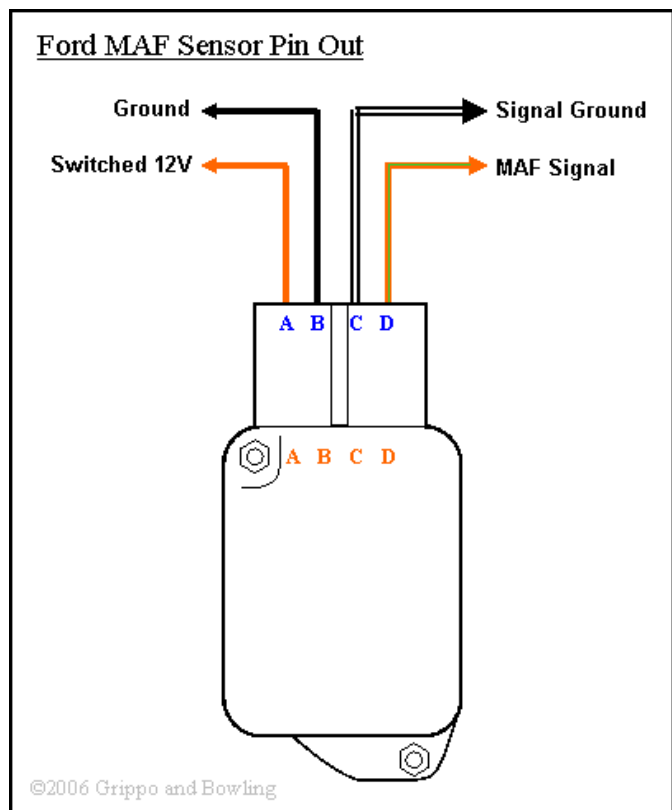 Ford MAF Sensor Pin Out
Ground
Signal Ground
Switched 12V
MAF Signal
A B C D
A B C D
©2006 Grippo and Bowling